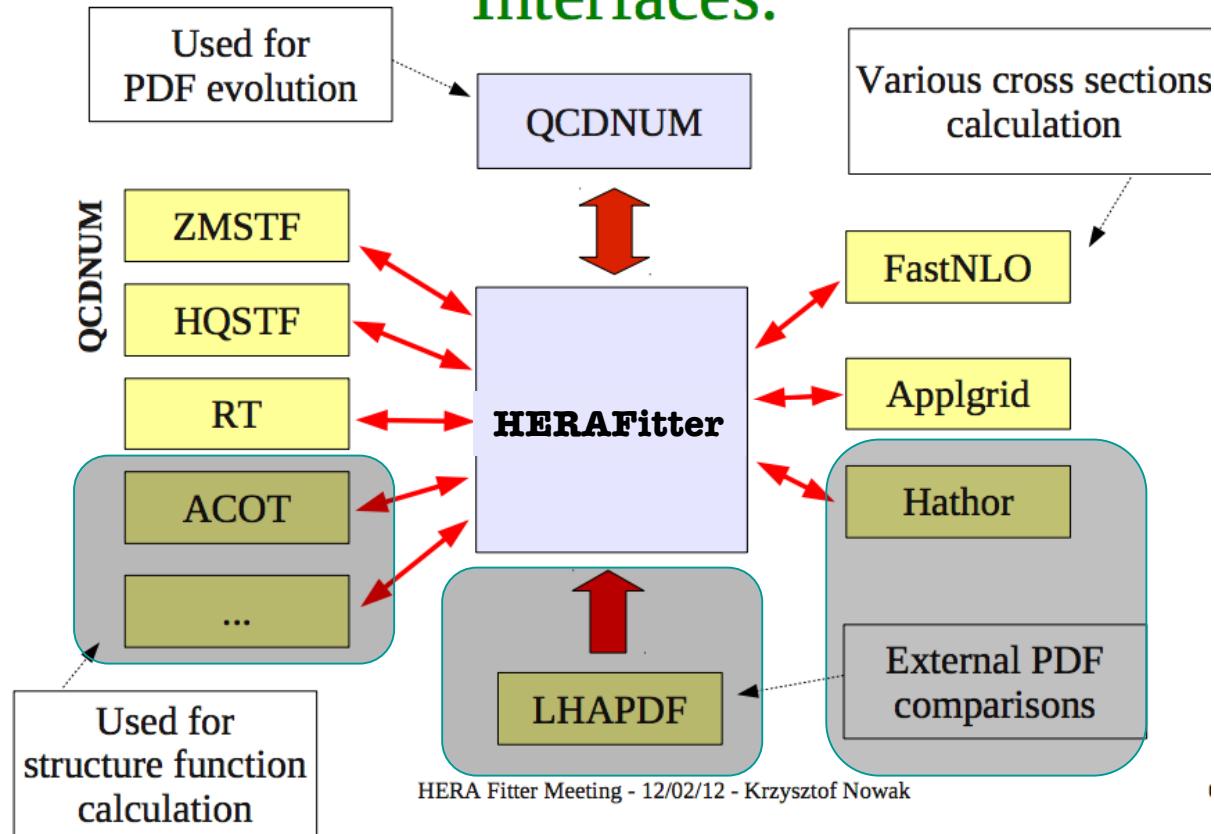 Interfaces:
Used for
PDF evolution
QCDNUM
Various cross sections
calculation
QCDNUM
ZMSTF
HQSTF
RT
ACOT
...
HERAFitter
FastNLO
Applgrid
Hathor
External PDF
comparisons
LHAPDF
Used for
structure function
calculation
HERA Fitter Meeting - 12/02/12 - Krzysztof Nowak